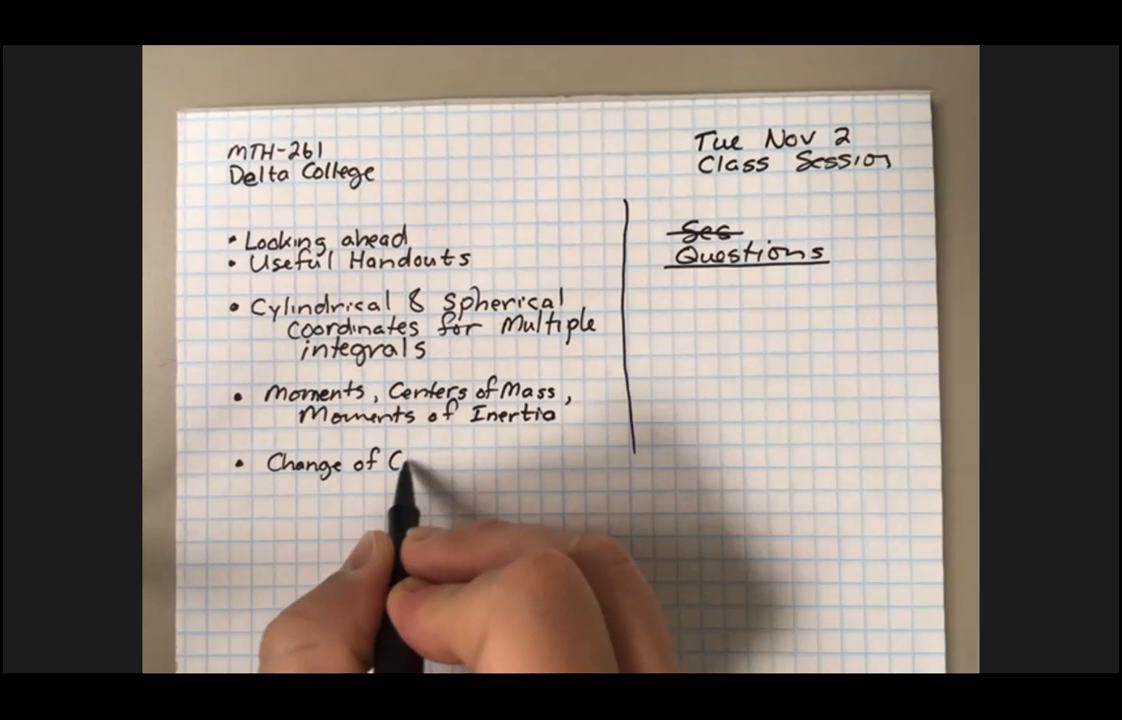 MTH-261
Delta College
Tue Nov 2
Class Session
• Looking ahead
• Useful Handouts
• Cylindrical & Spherical
coordinates for Multiple
integrals
• Moments, Centers of Mass,
Moments of Inertia
• Change of C
Sec
Questions